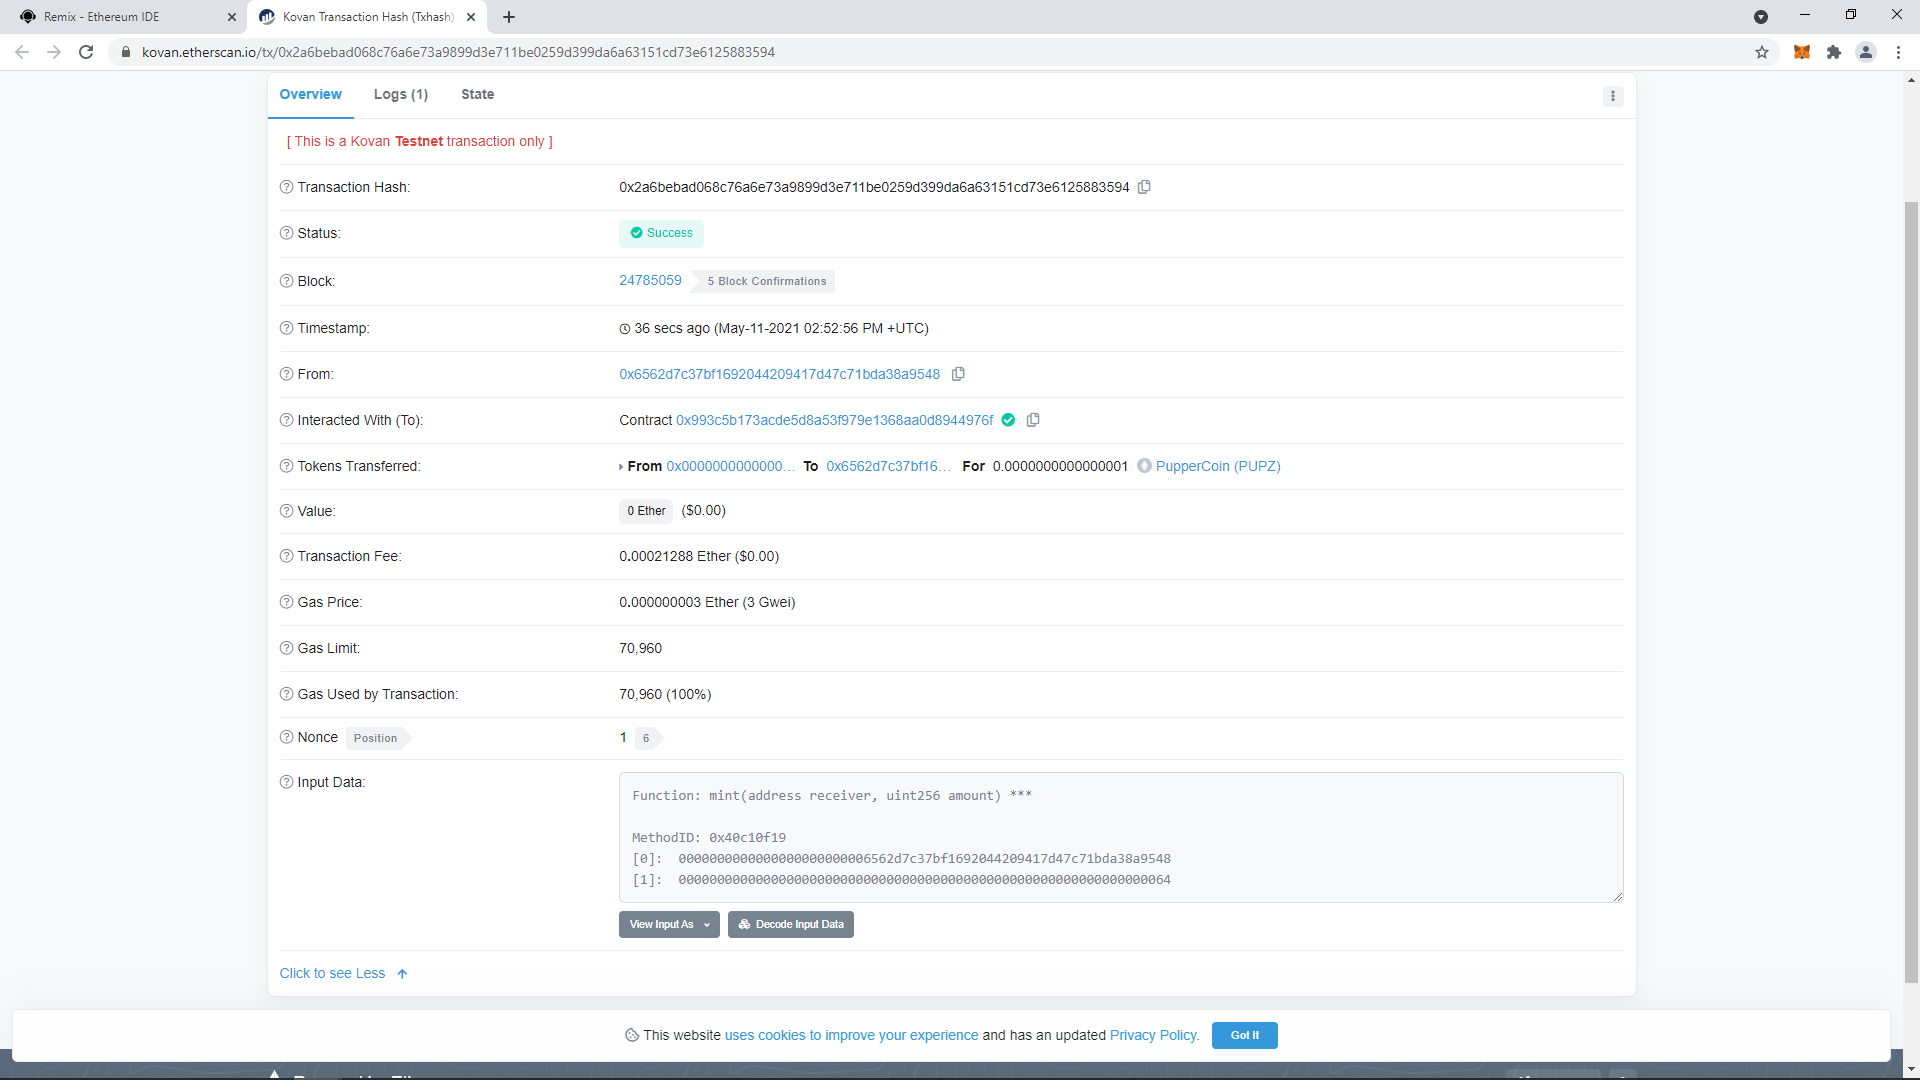 Remix - Ethereum IDE
Kovan Transaction Hash (Txhash)
kovan.etherscan.io/tx/0x2a6bebad068c76a6e73a9899d3e711be0259d399da6a63151cd73e6125883594
Overview Logs (1) State
[ This is a Kovan Testnet transaction only ]
Transaction Hash: 0x2a6bebad068c76a6e73a9899d3e711be0259d399da6a63151cd73e6125883594
Status: Success
Block: 24785059 5 Block Confirmations
Timestamp: 36 secs ago (May-11-2021 02:52:56 PM +UTC)
From: 0x6562d7c37bf1692044209417d47c71bda38a9548
Interacted With (To): Contract 0x993c5b173acde5d8a53f979e1368aa0d8944976f
Tokens Transferred: From 0x0000000000000... To 0x6562d7c37bf16... For 0.0000000000000001 PupperCoin (PUPZ)
Value: 0 Ether ($0.00)
Transaction Fee: 0.00021288 Ether ($0.00)
Gas Price: 0.000000003 Ether (3 Gwei)
Gas Limit: 70,960
Gas Used by Transaction: 70,960 (100%)
Nonce Position 1 6
Input Data:
Function: mint(address receiver, uint256 amount) ***
MethodID: 0x40c10f19
[0]: 0000000000000000000000006562d7c37bf1692044209417d47c71bda38a9548
[1]: 0000000000000000000000000000000000000000000000000000000000000064
View Input As Decode Input Data
Click to see Less
This website uses cookies to improve your experience and has an updated Privacy Policy. Got It